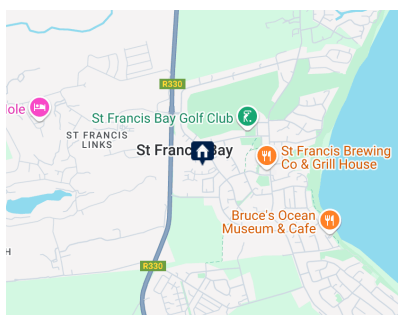 R330
St Francis Bay Golf Club
ole
ST FRANCIS
LINKS
St Francis Bay
St Francis Brewing
Co & Grill House
Bruce's Ocean
Museum & Cafe
H
R330